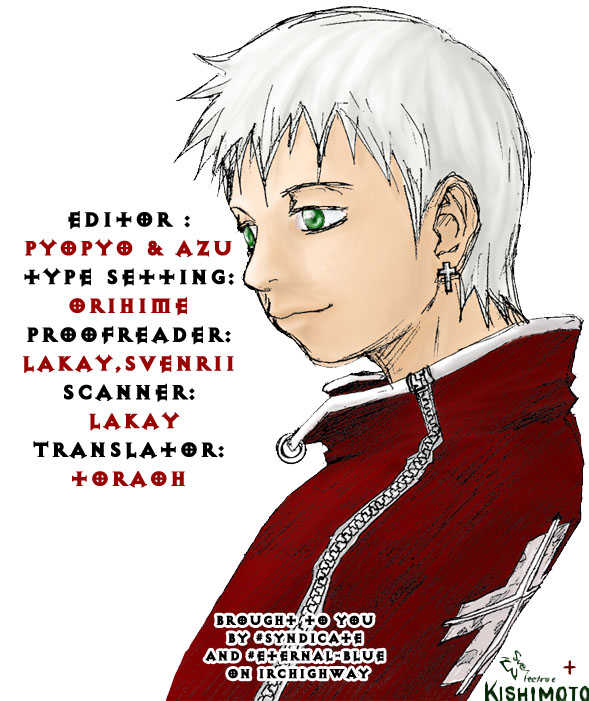 EDITOR :
PYOPYO & AZU
TYPE SETTING:
ORIHIME
PROOFREADER:
LAKAY,SVENRII
SCANNER:
LAKAY
TRANSLATOR:
TORAOH
BROUGHT TO YOU
BY #SYNDICATE
AND #ETERNAL-BLUE
ON IRCHIGHWAY
KISHIMOTO